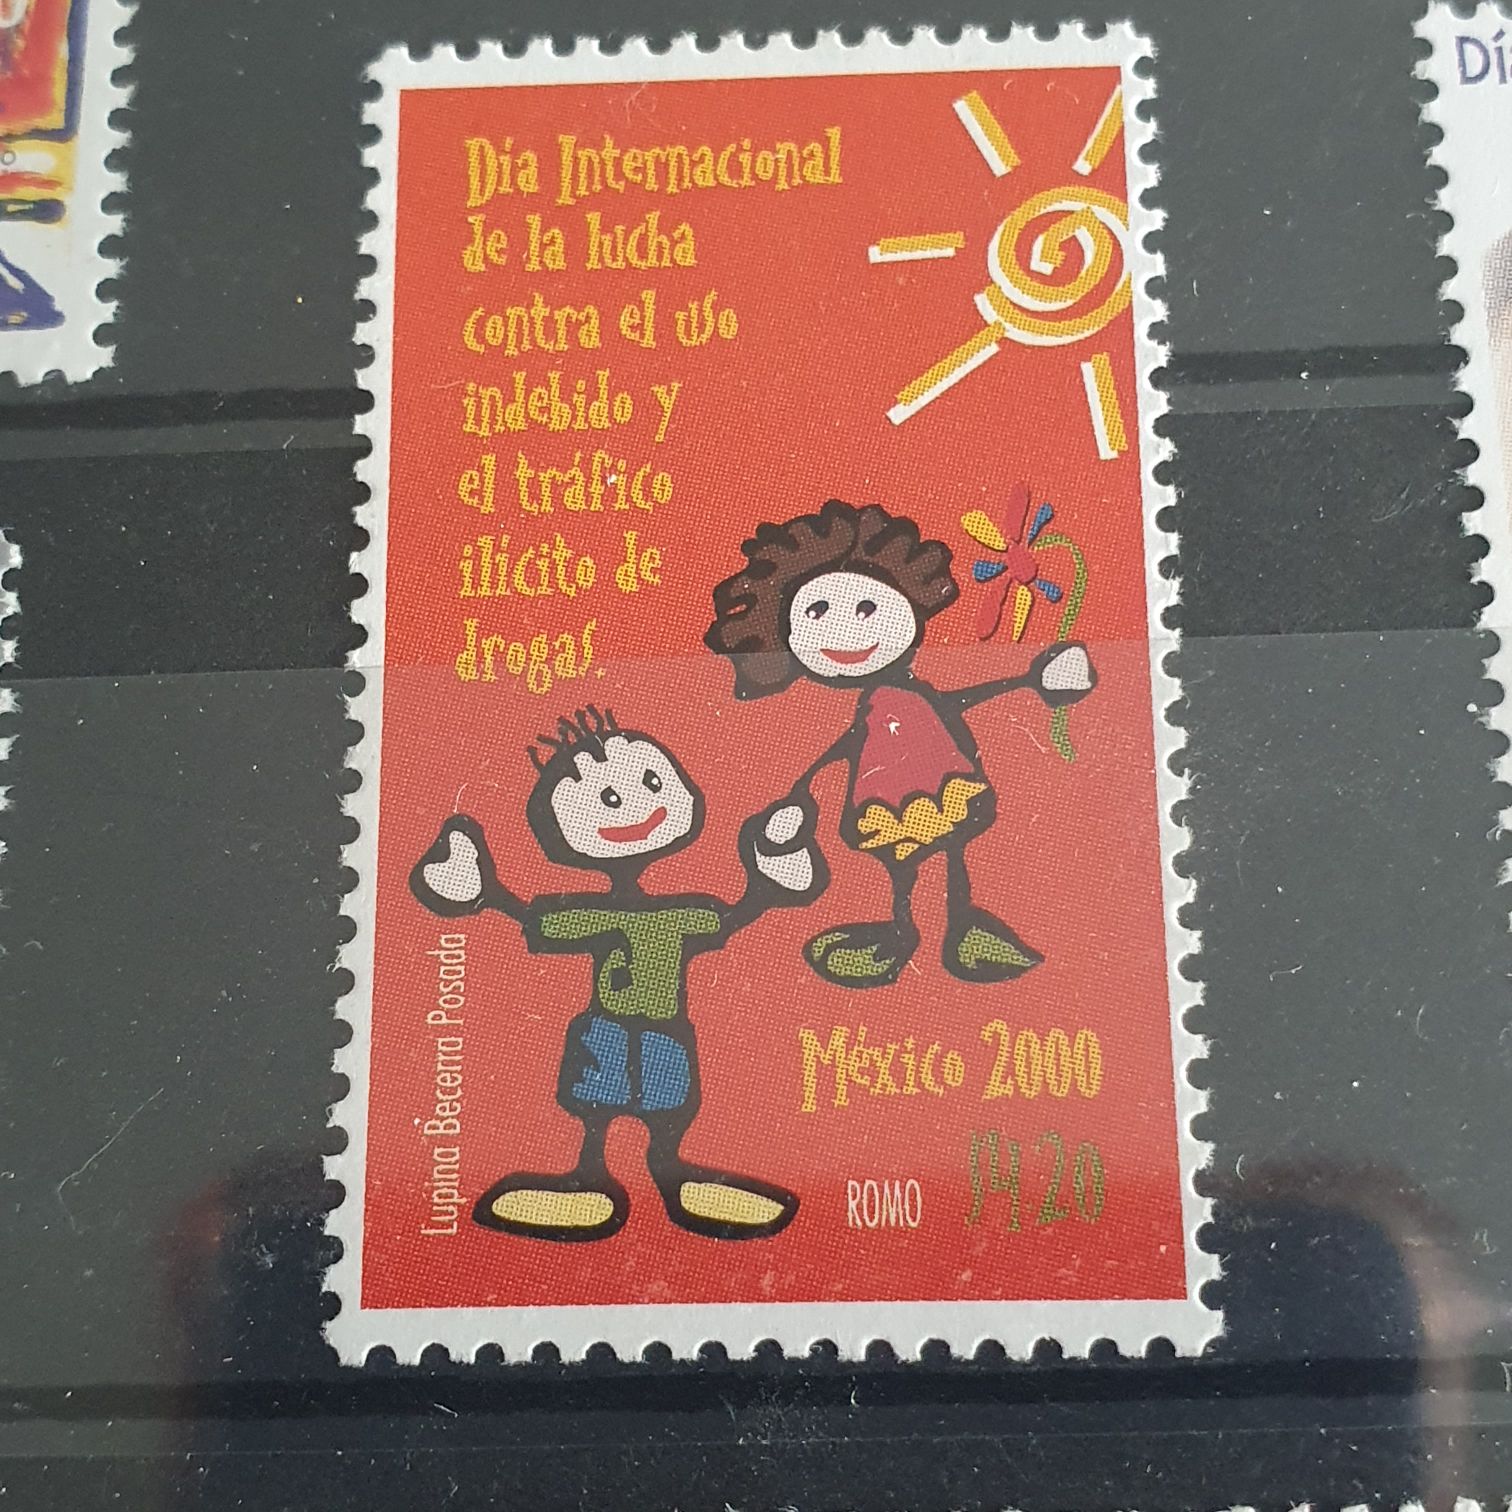 Día Internacional
de la lucha
contra el uso
indebido y
el tráfico
ilícito de
drogas.
Lupina Becerra Posada
México 2000
ROMO
$4.20
Dí